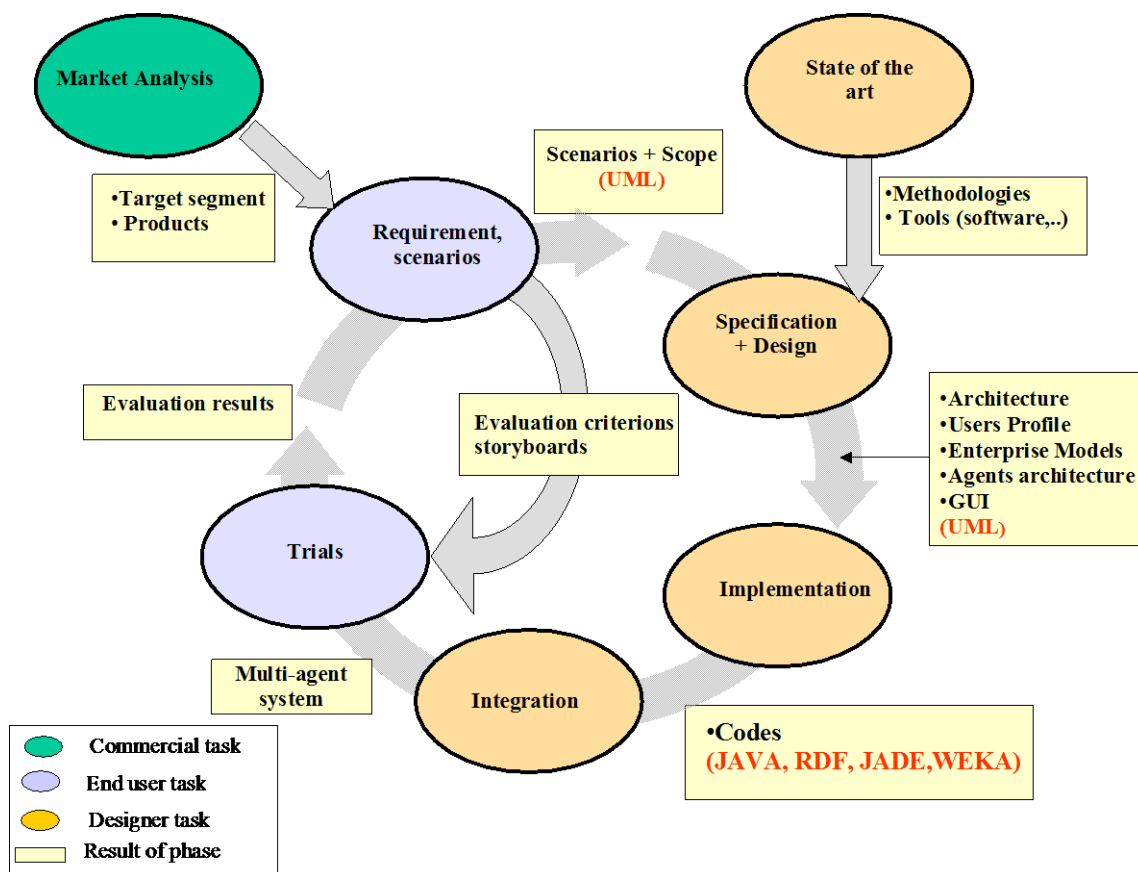 Market Analysis
State of the
art
Scenarios + Scope
(UML)
•Target segment
• Products
•Methodologies
• Tools (software,..)
Requirement,
scenarios
Specification
+ Design
Evaluation results
Evaluation criterions
storyboards
•Architecture
•Users Profile
•Enterprise Models
•Agents architecture
•GUI
(UML)
Trials
Implementation
Multi-agent
system
Integration
•Codes
(JAVA, RDF, JADE,WEKA)
Commercial task
End user task
Designer task
Result of phase